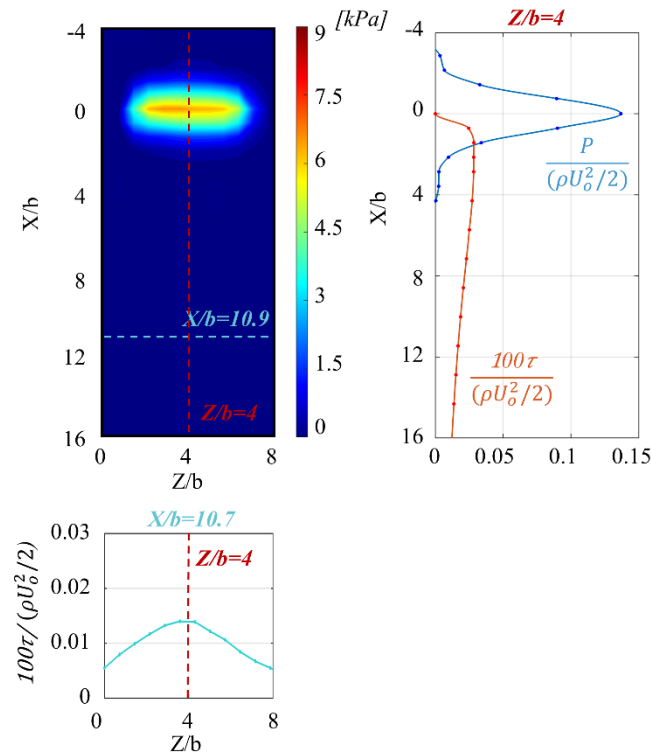 [kPa]
-4
0
4
8
12
16
X/b
X/b=10.9
Z/b=4
0
4
8
Z/b
9
7.5
6
4.5
3
1.5
0
Z/b=4
-4
0
4
8
12
16
X/b
P
(ρU_o^2/2)
100τ
(ρU_o^2/2)
0
0.05
0.1
0.15
X/b=10.7
Z/b=4
0.03
0.02
0.01
0
100τ/(ρU_o^2/2)
0
4
8
Z/b